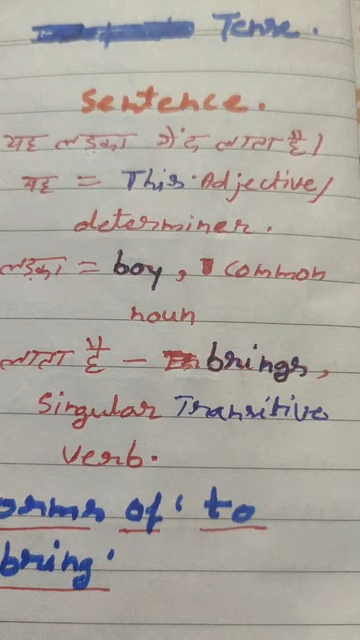 Tense.
Sentence.
यह लड़का गेंद लाता है।
यह = This. Adjective/
determiner.
लड़का = boy, common
noun
लाता है - brings,
Singular Transitive
verb.
orms of 'to
bring'